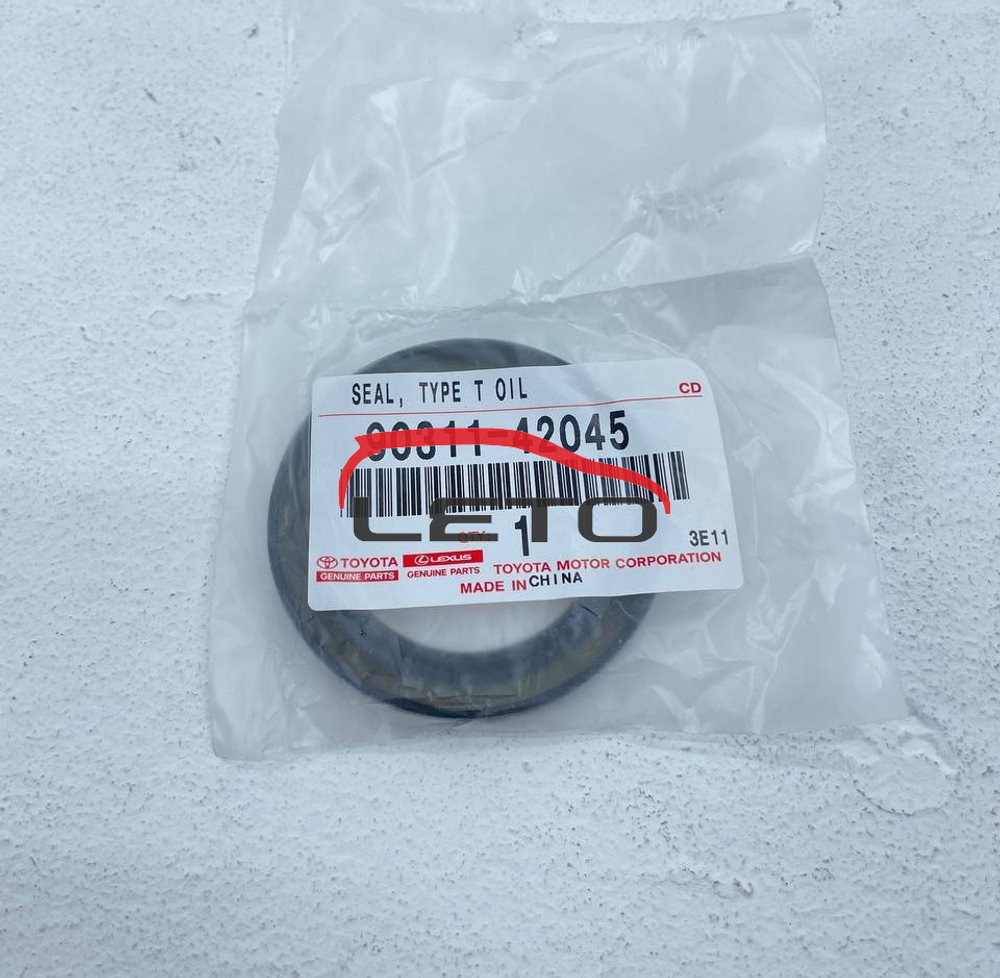 SEAL, TYPE T OIL
CD
90311-42045
LETO
QTY. 1
3E11
TOYOTA
GENUINE PARTS
LEXUS
GENUINE PARTS
TOYOTA MOTOR CORPORATION
MADE IN CHINA